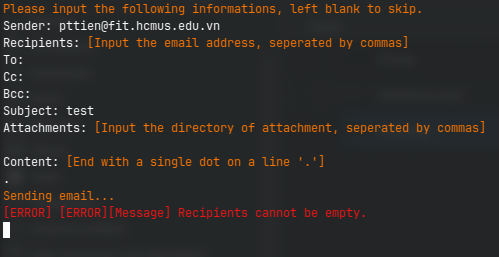 Please input the following informations, left blank to skip.
Sender: pttien@fit.hcmus.edu.vn
Recipients: [Input the email address, seperated by commas]
To:
Cc:
Bcc:
Subject: test
Attachments: [Input the directory of attachment, seperated by commas]
Content: [End with a single dot on a line '.']
.
Sending email...
[ERROR] [ERROR][Message] Recipients cannot be empty.